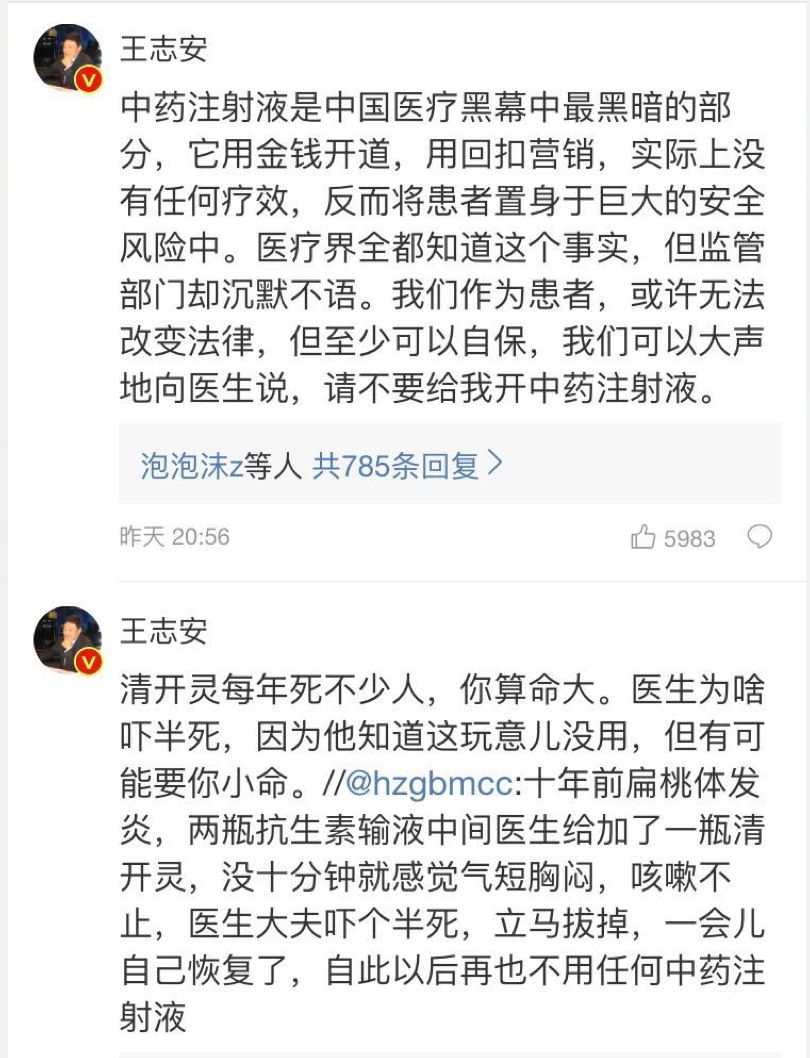 王志安
中药注射液是中国医疗黑幕中最黑暗的部
分，它用金钱开道，用回扣营销，实际上没
有任何疗效，反而将患者置身于巨大的安全
风险中。医疗界全都知道这个事实，但监管
部门却沉默不语。我们作为患者，或许无法
改变法律，但至少可以自保，我们可以大声
地向医生说，请不要给我开中药注射液。
泡泡沫z等人 共785条回复>
昨天 20:56 5983
王志安
清开灵每年死不少人，你算命大。医生为啥
吓半死，因为他知道这玩意儿没用，但有可
能要你小命。//@hzgbmcc:十年前扁桃体发
炎，两瓶抗生素输液中间医生给加了一瓶清
开灵，没十分钟就感觉气短胸闷，咳嗽不
止，医生大夫吓个半死，立马拔掉，一会儿
自己恢复了，自此以后再也不用任何中药注
射液